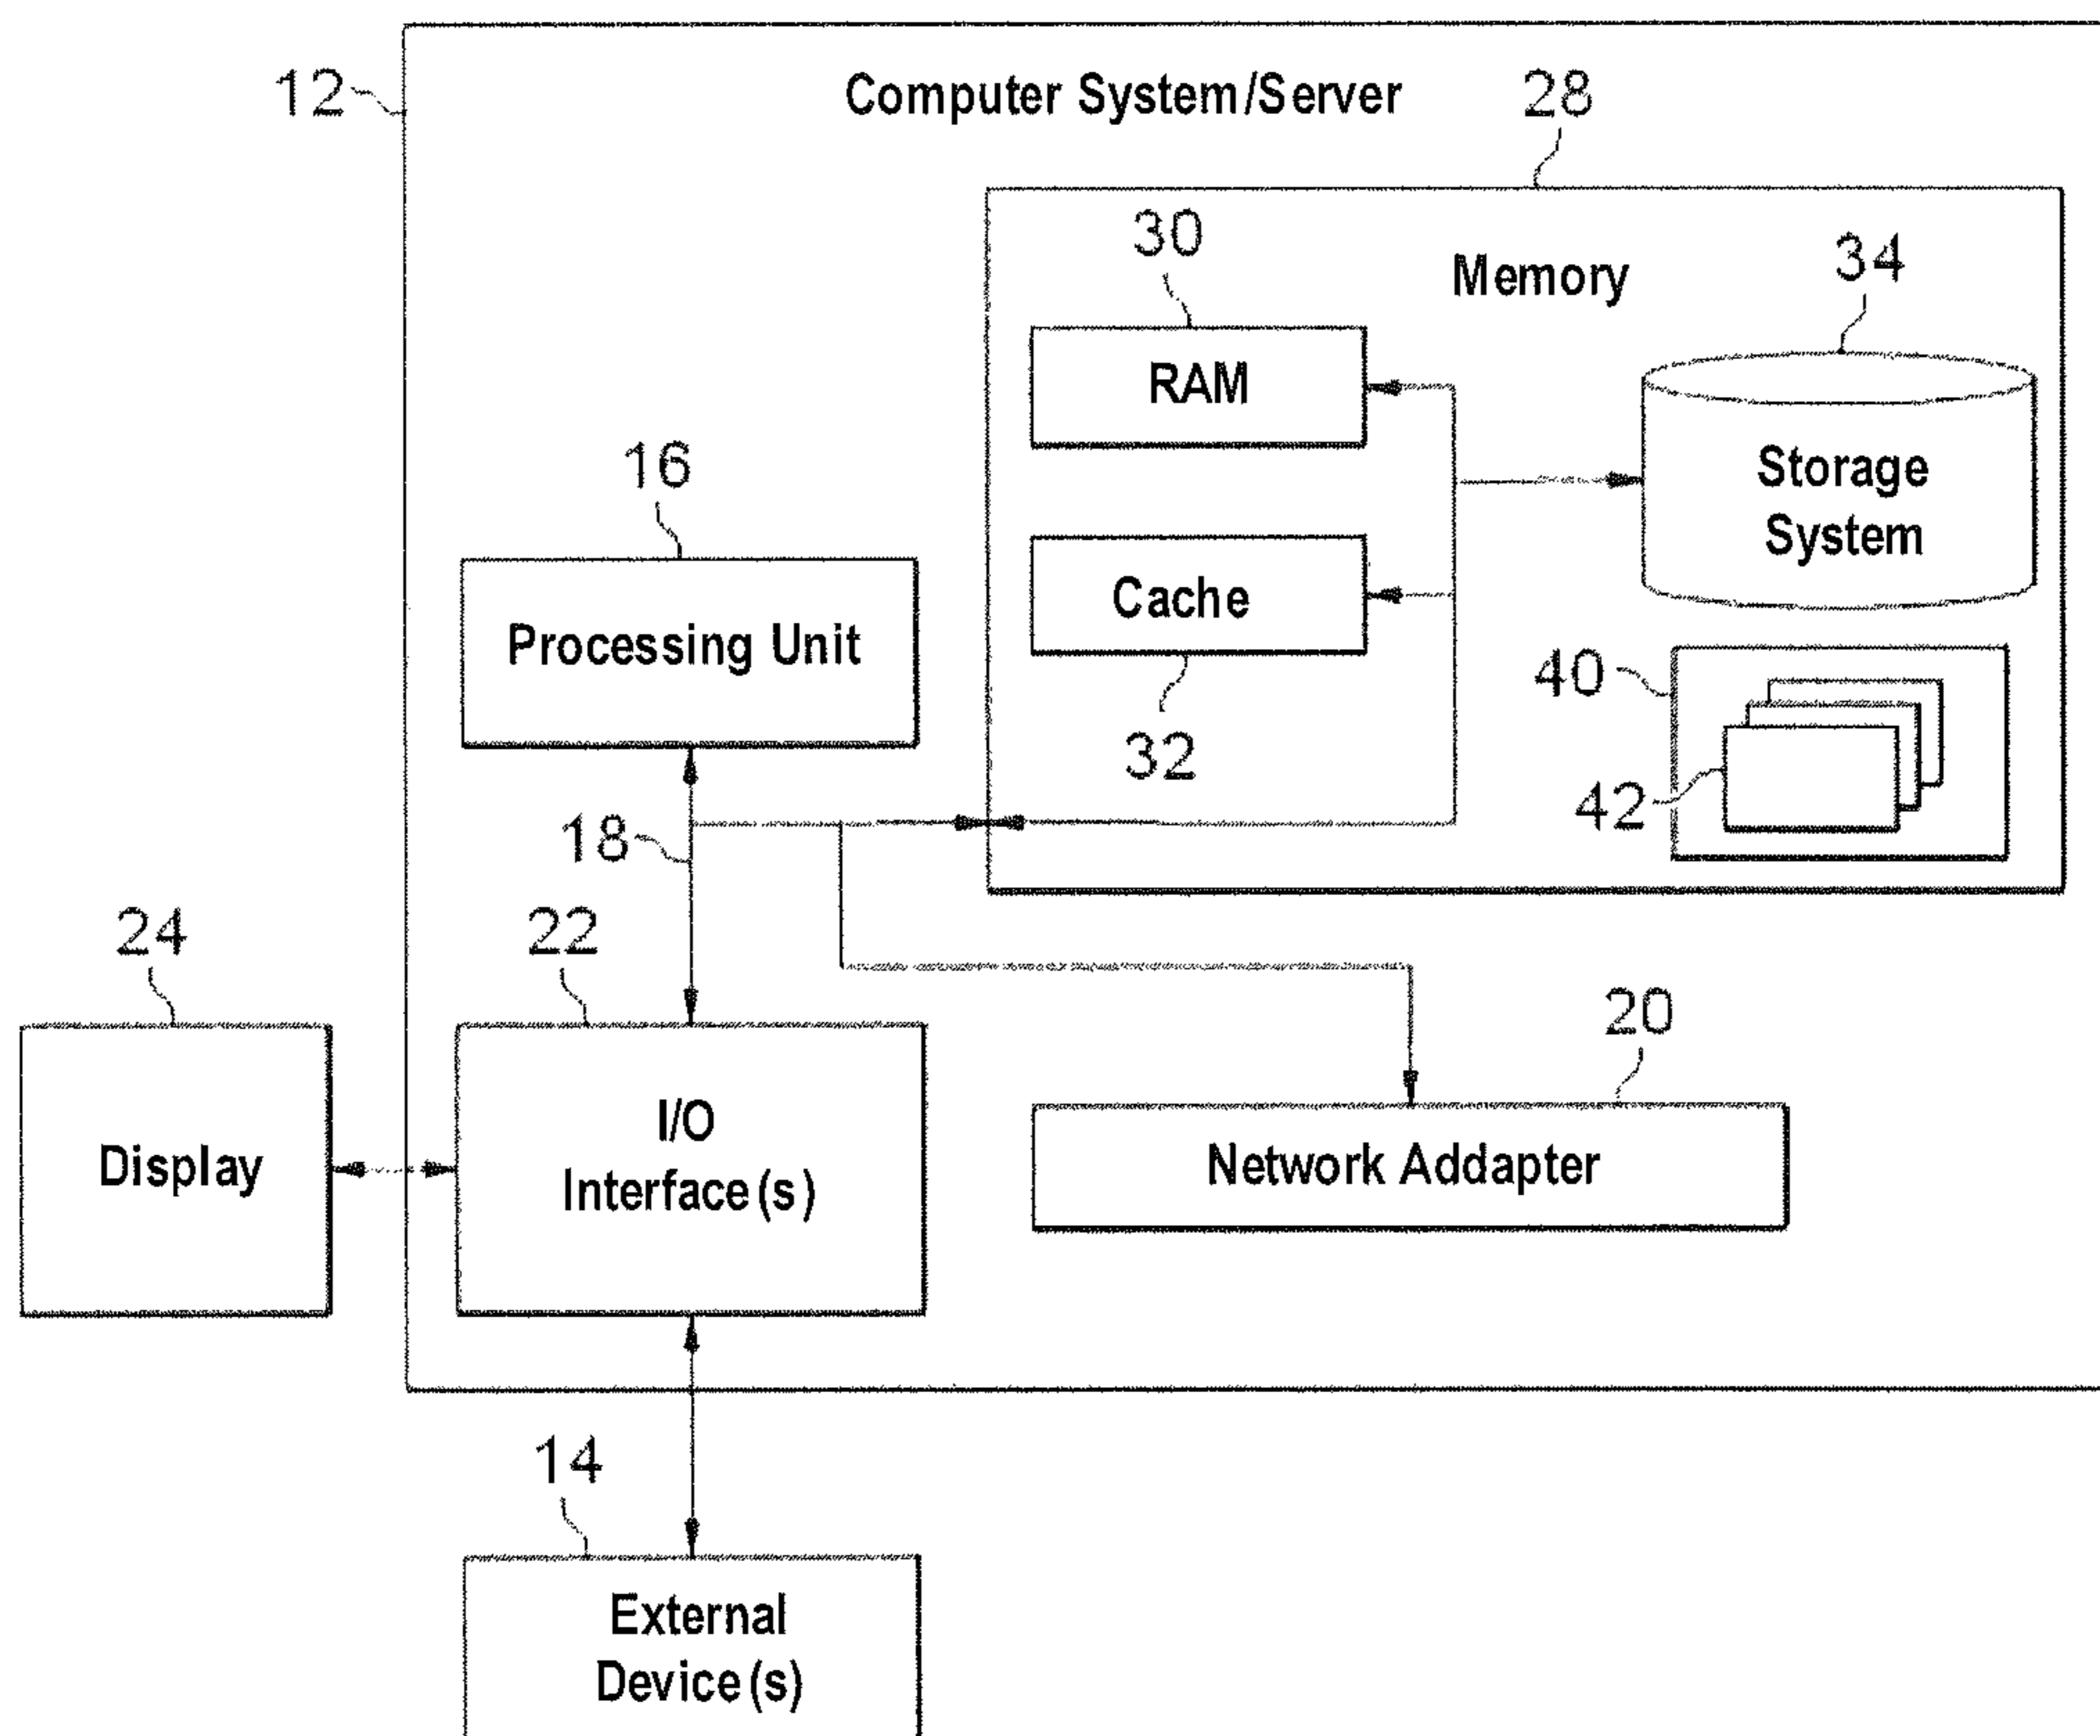 12
Computer System/Server
28
30
Memory
34
RAM
Storage
System
16
Cache
Processing Unit
40
32
42
18
24
22
20
I/O
Interface(s)
Display
Network Addapter
14
External
Device(s)